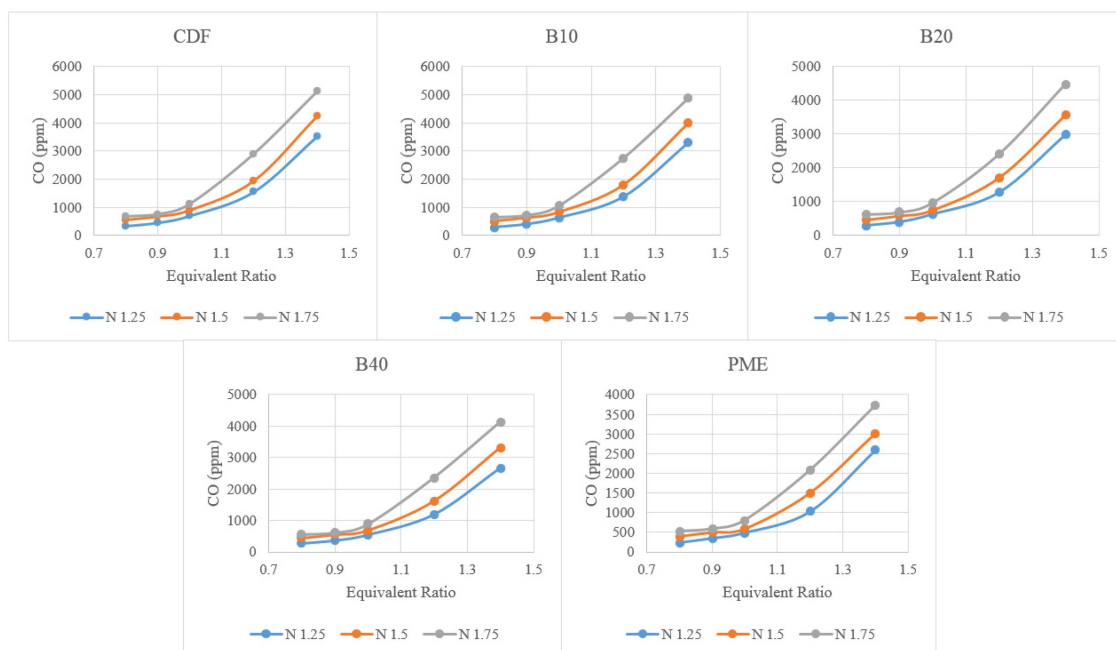 CDF
6000
5000
4000
3000
2000
1000
0
CO (ppm)
0.7 0.9 1.1 1.3 1.5
Equivalent Ratio
N 1.25 N 1.5 N 1.75
B10
6000
5000
4000
3000
2000
1000
0
CO (ppm)
0.7 0.9 1.1 1.3 1.5
Equivalent Ratio
N 1.25 N 1.5 N 1.75
B20
5000
4000
3000
2000
1000
0
CO (ppm)
0.7 0.9 1.1 1.3 1.5
Equivalent Ratio
N 1.25 N 1.5 N 1.75
B40
5000
4000
3000
2000
1000
0
CO (ppm)
0.7 0.9 1.1 1.3 1.5
Equivalent Ratio
N 1.25 N 1.5 N 1.75
PME
4000
3500
3000
2500
2000
1500
1000
500
0
CO (ppm)
0.7 0.9 1.1 1.3 1.5
Equivalent Ratio
N 1.25 N 1.5 N 1.75